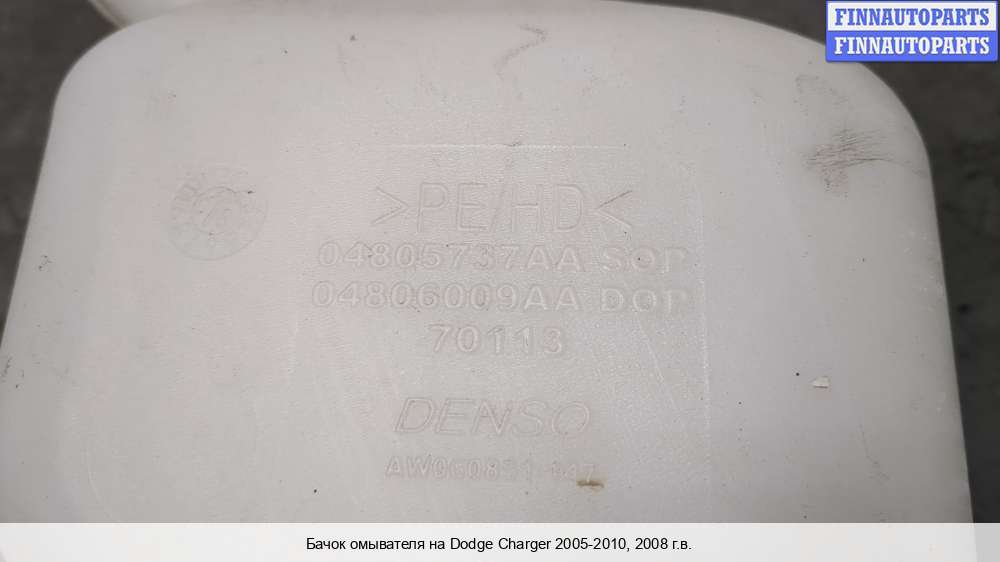 FINNAUTOPARTS
FINNAUTOPARTS
>PE/HD<
04805737AA SOP
04806009AA DOP
70113
DENSO
Бачок омывателя на Dodge Charger 2005-2010, 2008 г.в.